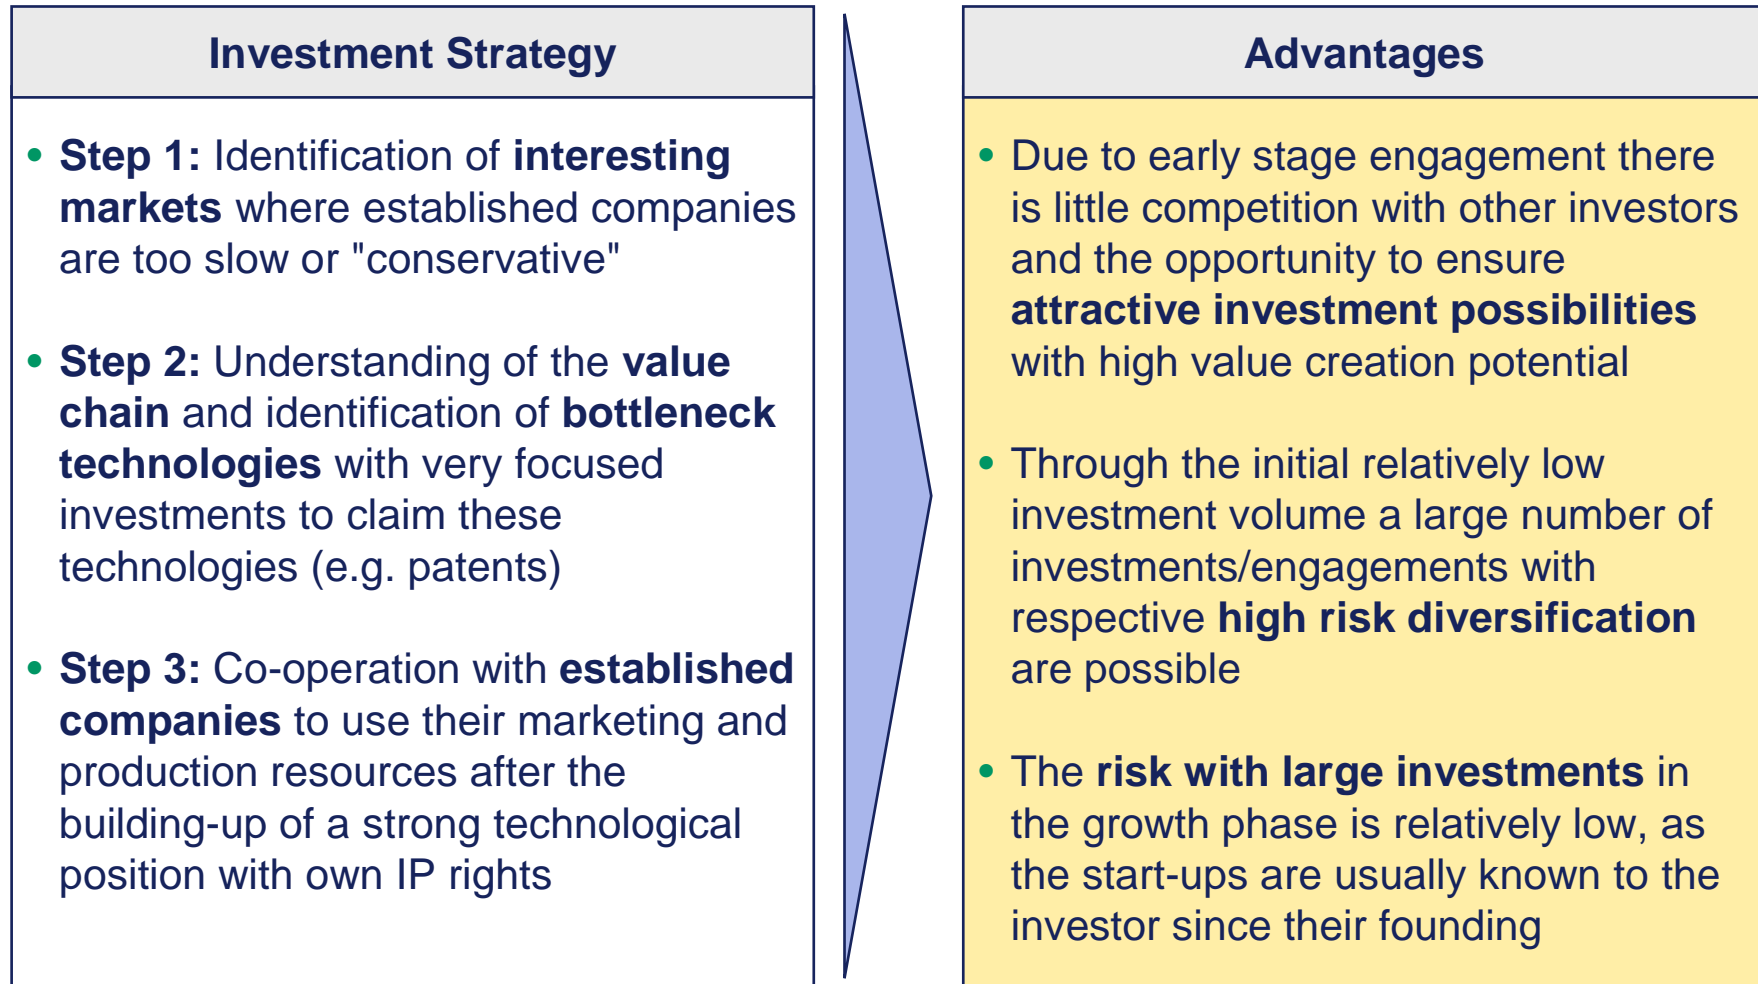 Investment Strategy
• Step 1: Identification of interesting
markets where established companies
are too slow or "conservative"
• Step 2: Understanding of the value
chain and identification of bottleneck
technologies with very focused
investments to claim these
technologies (e.g. patents)
• Step 3: Co-operation with established
companies to use their marketing and
production resources after the
building-up of a strong technological
position with own IP rights
Advantages
• Due to early stage engagement there
is little competition with other investors
and the opportunity to ensure
attractive investment possibilities
with high value creation potential
• Through the initial relatively low
investment volume a large number of
investments/engagements with
respective high risk diversification
are possible
• The risk with large investments in
the growth phase is relatively low, as
the start-ups are usually known to the
investor since their founding